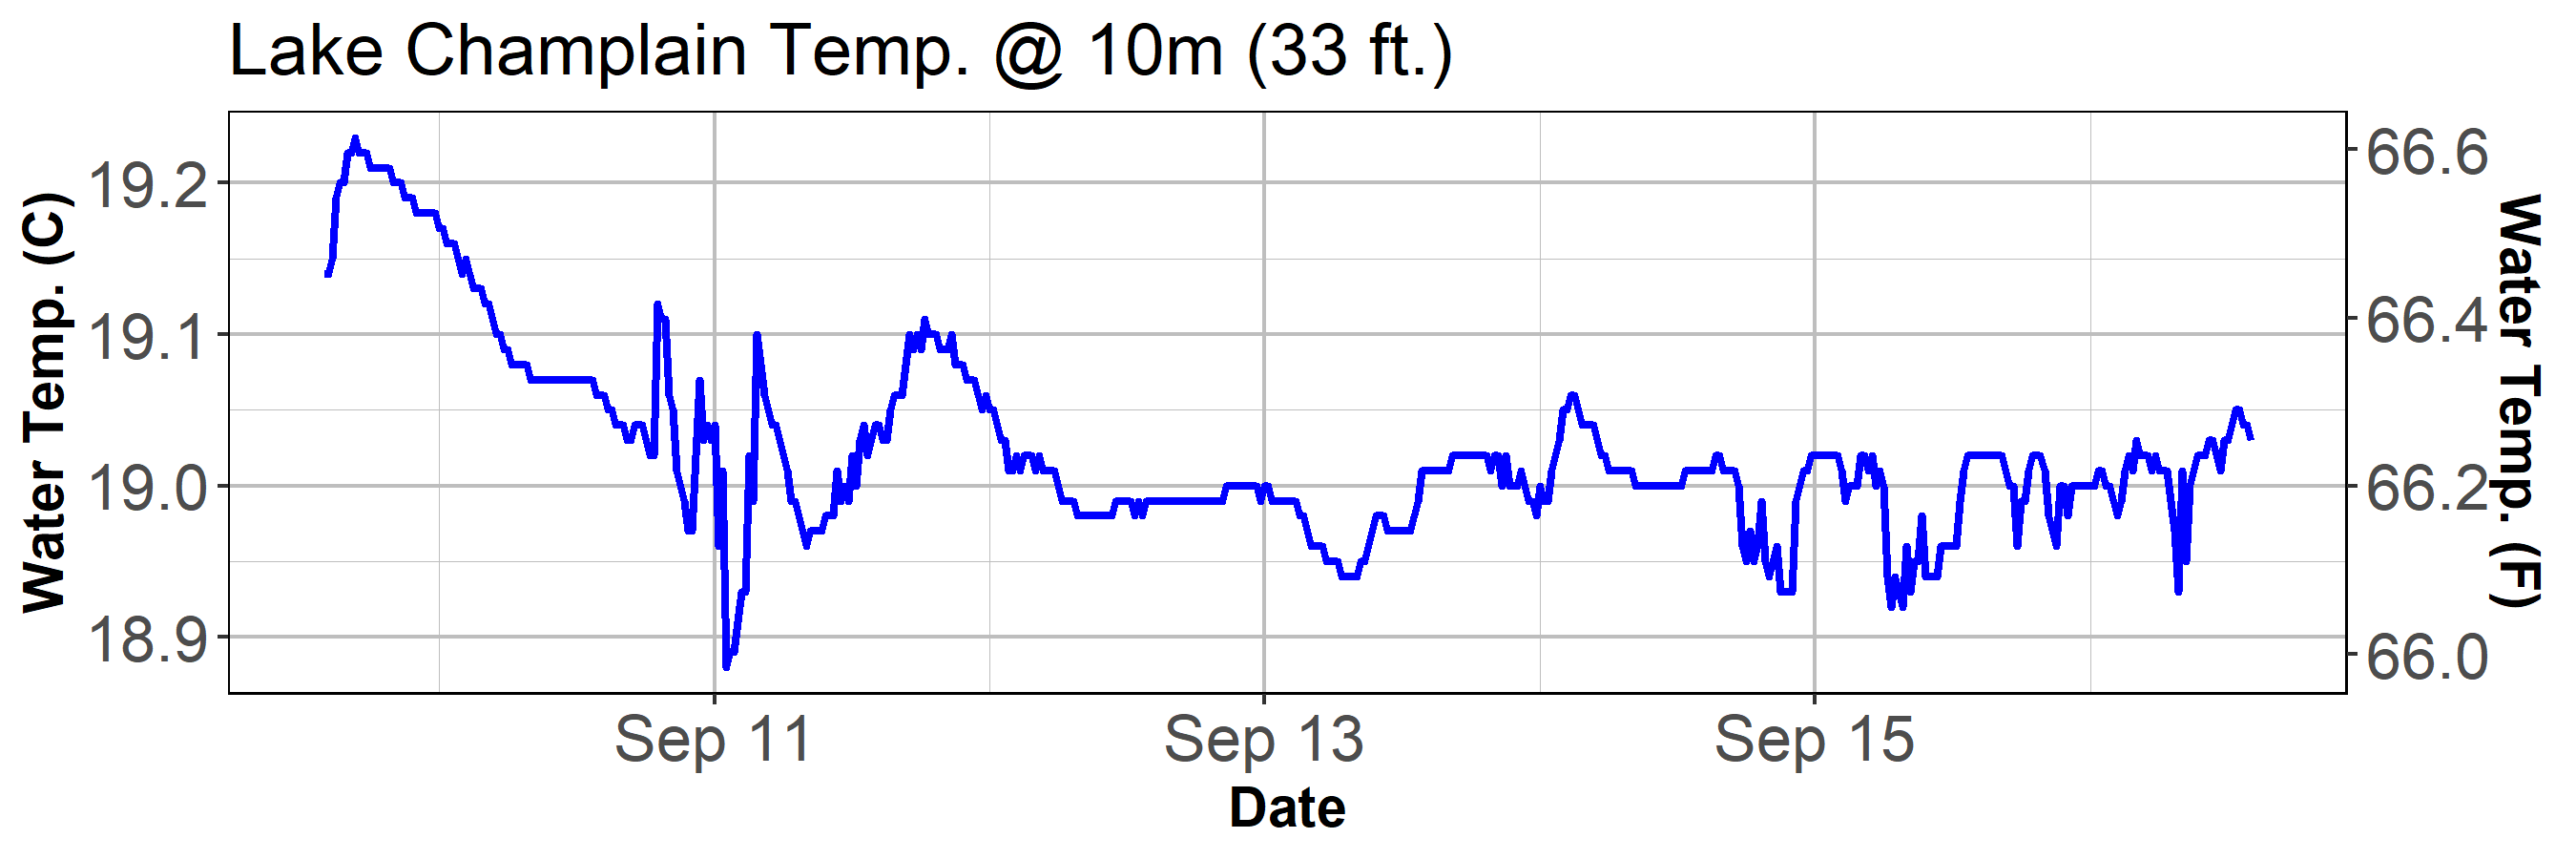 Lake Champlain Temp. @ 10m (33 ft.)
Water Temp. (C)
19.2
19.1
19.0
18.9
66.6
66.4
66.2
66.0
Water Temp. (F)
Sep 11
Sep 13
Sep 15
Date